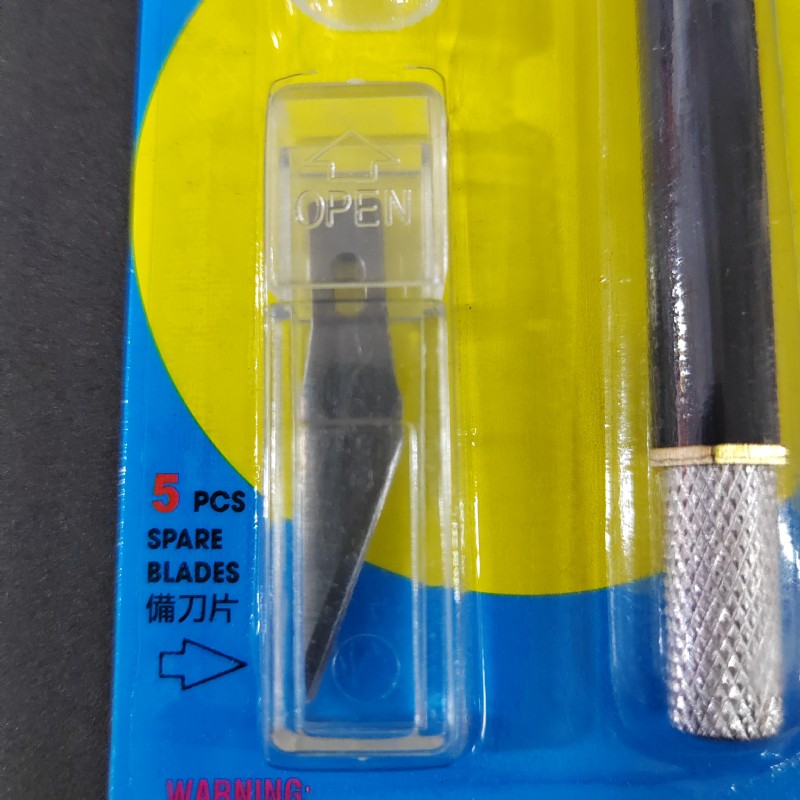 OPEN
5 PCS
SPARE
BLADES
備刀片
WARNING: